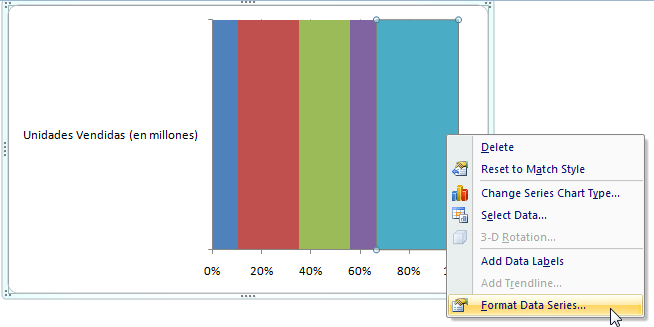 Unidades Vendidas (en millones)
0% 20% 40% 60% 80%
Delete
Reset to Match Style
Change Series Chart Type...
Select Data...
3-D Rotation...
Add Data Labels
Add Trendline...
Format Data Series...